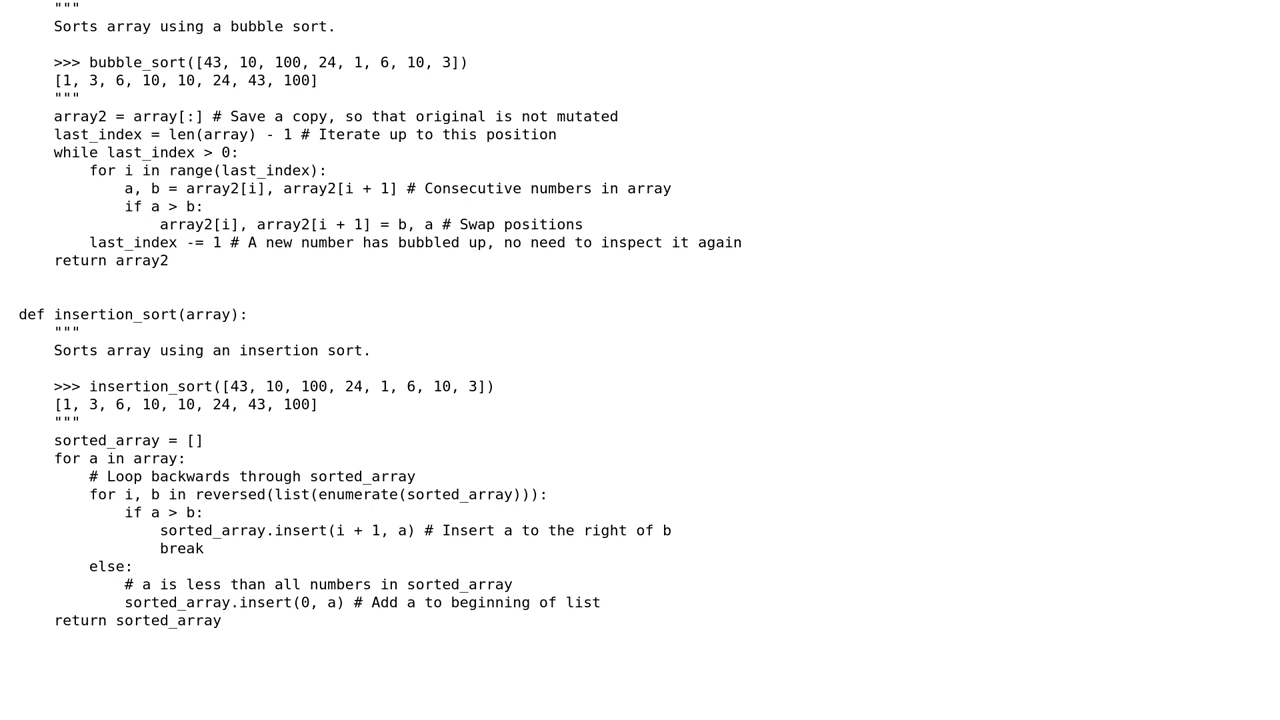 """
    Sorts array using a bubble sort.

    >>> bubble_sort([43, 10, 100, 24, 1, 6, 10, 3])
    [1, 3, 6, 10, 10, 24, 43, 100]
    """
    array2 = array[:] # Save a copy, so that original is not mutated
    last_index = len(array) - 1 # Iterate up to this position
    while last_index > 0:
        for i in range(last_index):
            a, b = array2[i], array2[i + 1] # Consecutive numbers in array
            if a > b:
                array2[i], array2[i + 1] = b, a # Swap positions
        last_index -= 1 # A new number has bubbled up, no need to inspect it again
    return array2


def insertion_sort(array):
    """
    Sorts array using an insertion sort.

    >>> insertion_sort([43, 10, 100, 24, 1, 6, 10, 3])
    [1, 3, 6, 10, 10, 24, 43, 100]
    """
    sorted_array = []
    for a in array:
        # Loop backwards through sorted_array
        for i, b in reversed(list(enumerate(sorted_array))):
            if a > b:
                sorted_array.insert(i + 1, a) # Insert a to the right of b
                break
        else:
            # a is less than all numbers in sorted_array
            sorted_array.insert(0, a) # Add a to beginning of list
    return sorted_array